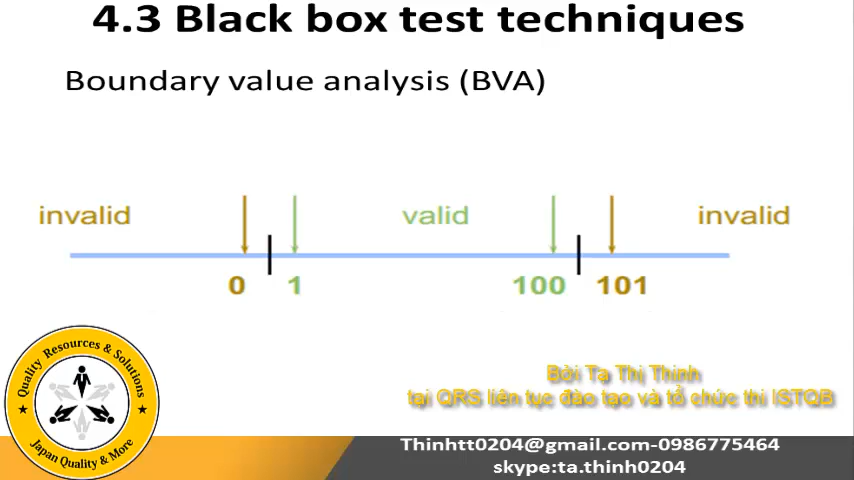 4.3 Black box test techniques
Boundary value analysis (BVA)
invalid valid invalid
0 1 100 101
Quality Resources & Solutions
Japan Quality & More
Bởi Tạ Thị Thinh
tại QRS liên tục đào tạo và tổ chức thi ISTQB
Thinhtt0204@gmail.com-0986775464
skype:ta.thinh0204